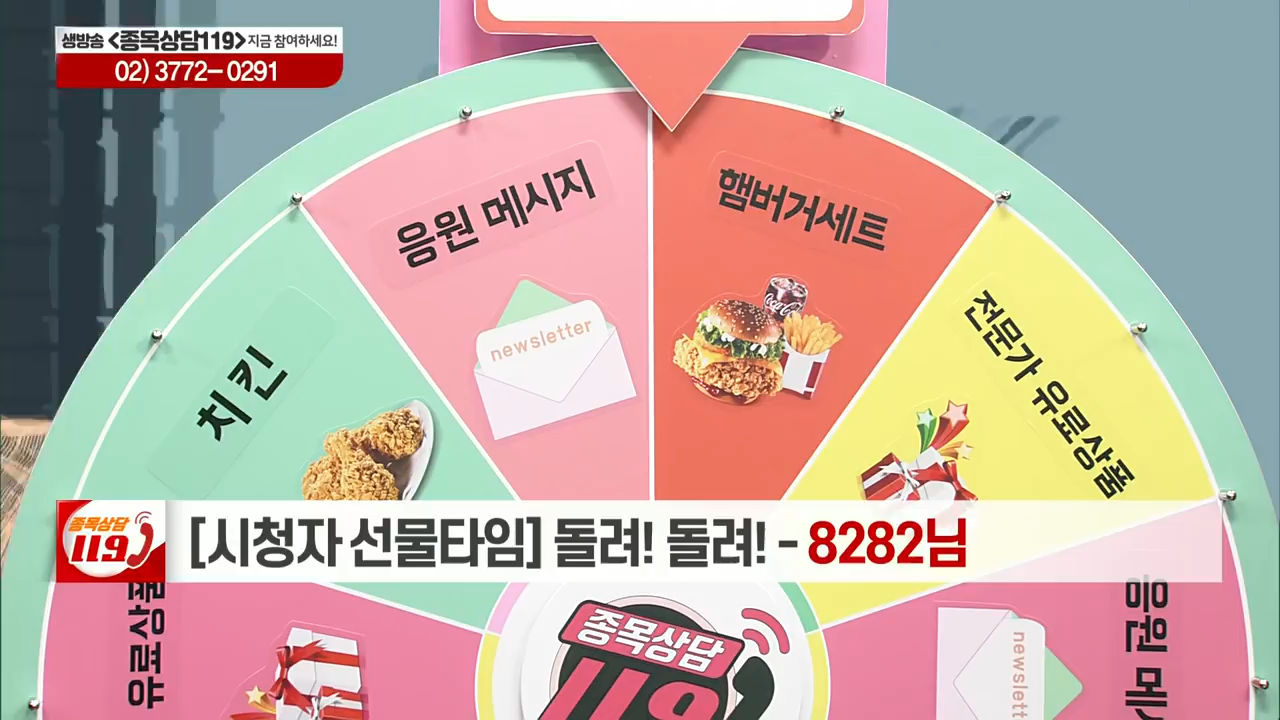 생방송 <종목상담119> 지금 참여하세요!
02) 3772-0291
응원 메시지
햄버거세트
Coca-Cola
newsletter
치킨
전문가 유료상품
종목상담
119
[시청자 선물타임] 돌려! 돌려! - 8282님
유료상품
응원 메
newslett
종목상담
119